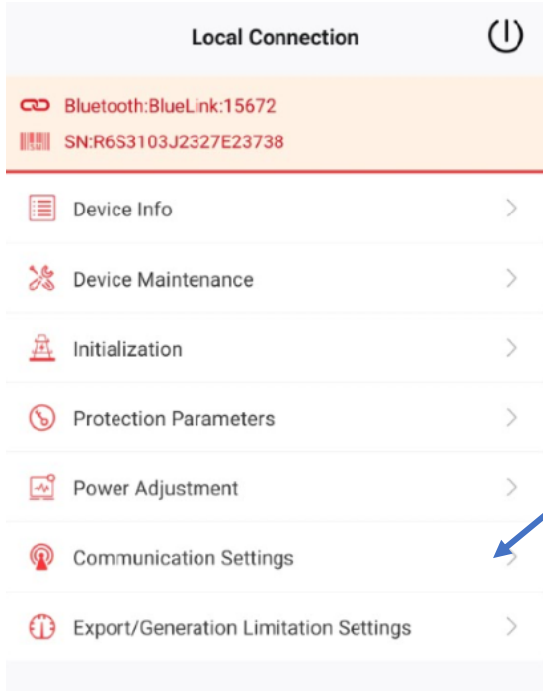 Local Connection
Bluetooth:BlueLink:15672
SN:R6S3103J2327E23738
Device Info
Device Maintenance
Initialization
Protection Parameters
Power Adjustment
Communication Settings
Export/Generation Limitation Settings